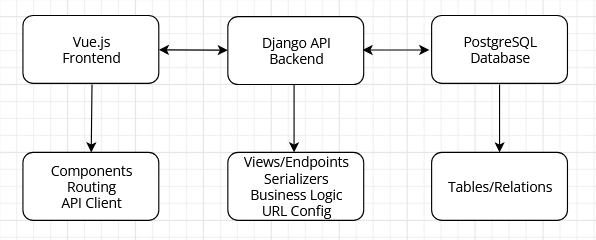 Vue.js
Frontend
Django API
Backend
PostgreSQL
Database
Components
Routing
API Client
Views/Endpoints
Serializers
Business Logic
URL Config
Tables/Relations